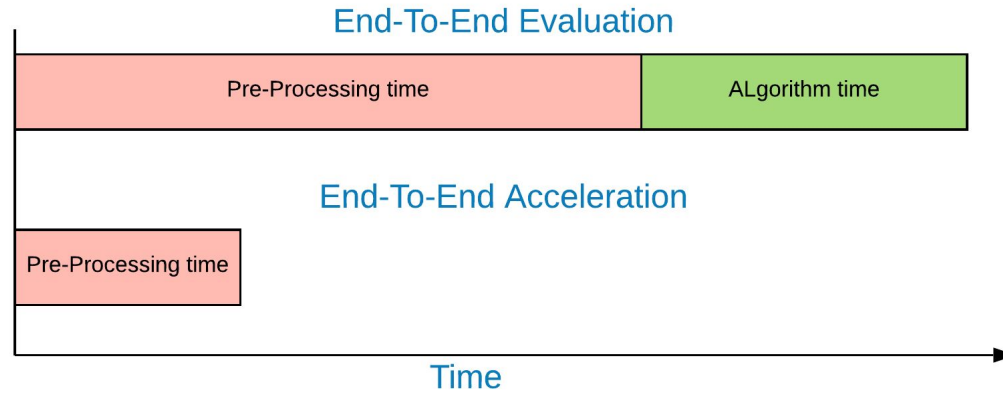 End-To-End Evaluation
Pre-Processing time
ALgorithm time
End-To-End Acceleration
Pre-Processing time
Time